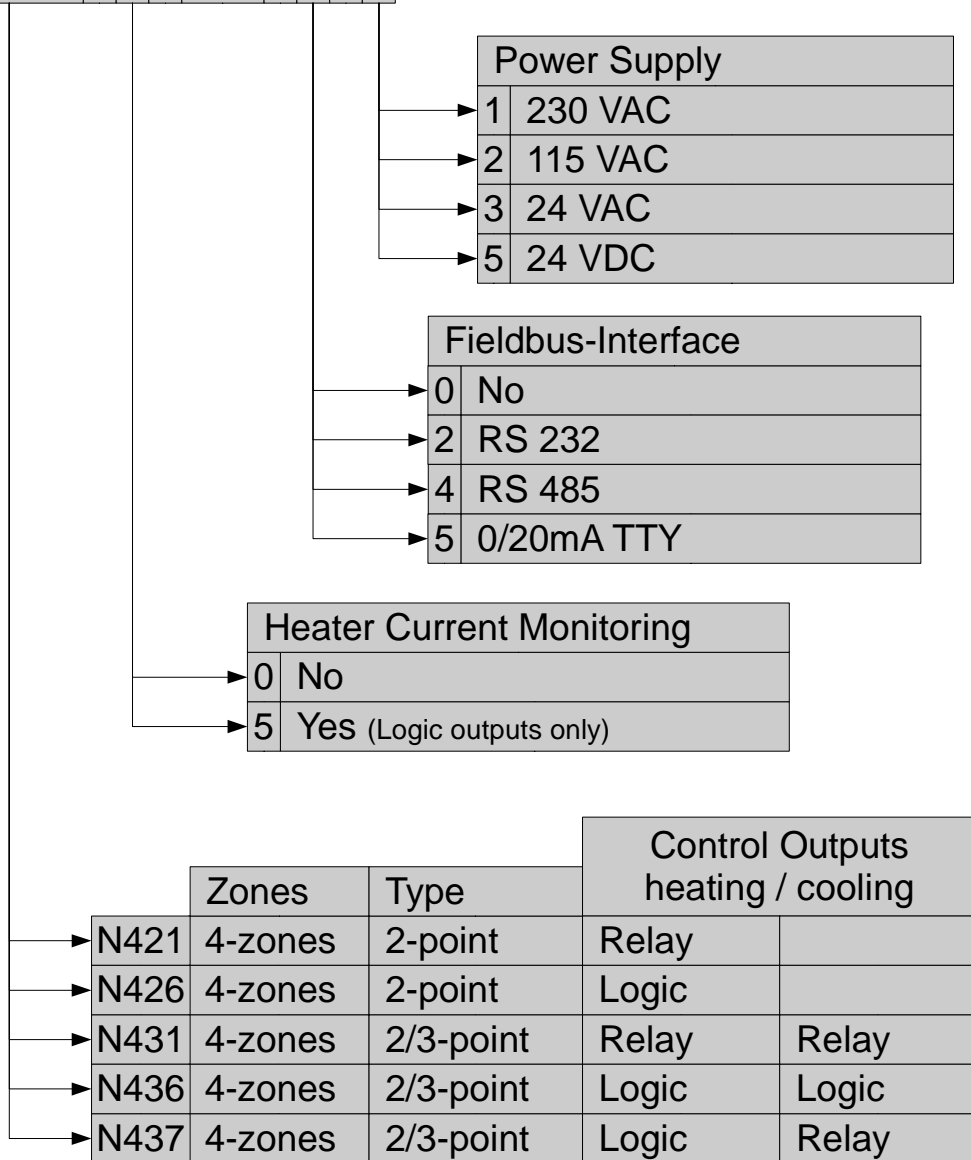 Power Supply
1 230 VAC
2 115 VAC
3 24 VAC
5 24 VDC
Fieldbus-Interface
0 No
2 RS 232
4 RS 485
5 0/20mA TTY
Heater Current Monitoring
0 No
5 Yes (Logic outputs only)
Control Outputs
Zones Type heating / cooling
N421 4-zones 2-point Relay
N426 4-zones 2-point Logic
N431 4-zones 2/3-point Relay Relay
N436 4-zones 2/3-point Logic Logic
N437 4-zones 2/3-point Logic Relay